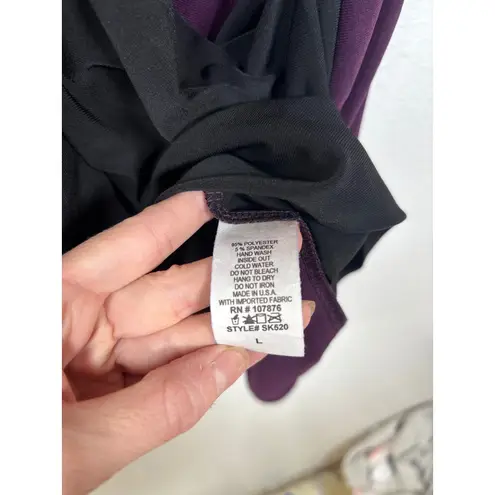 95% POLYESTER
5 % SPANDEX
HAND WASH
INSIDE OUT
COLD WATER
DO NOT BLEACH
HANG TO DRY
DO NOT IRON
MADE IN U.S.A.
WITH IMPORTED FABRIC
RN # 107876
STYLE# SK520
L